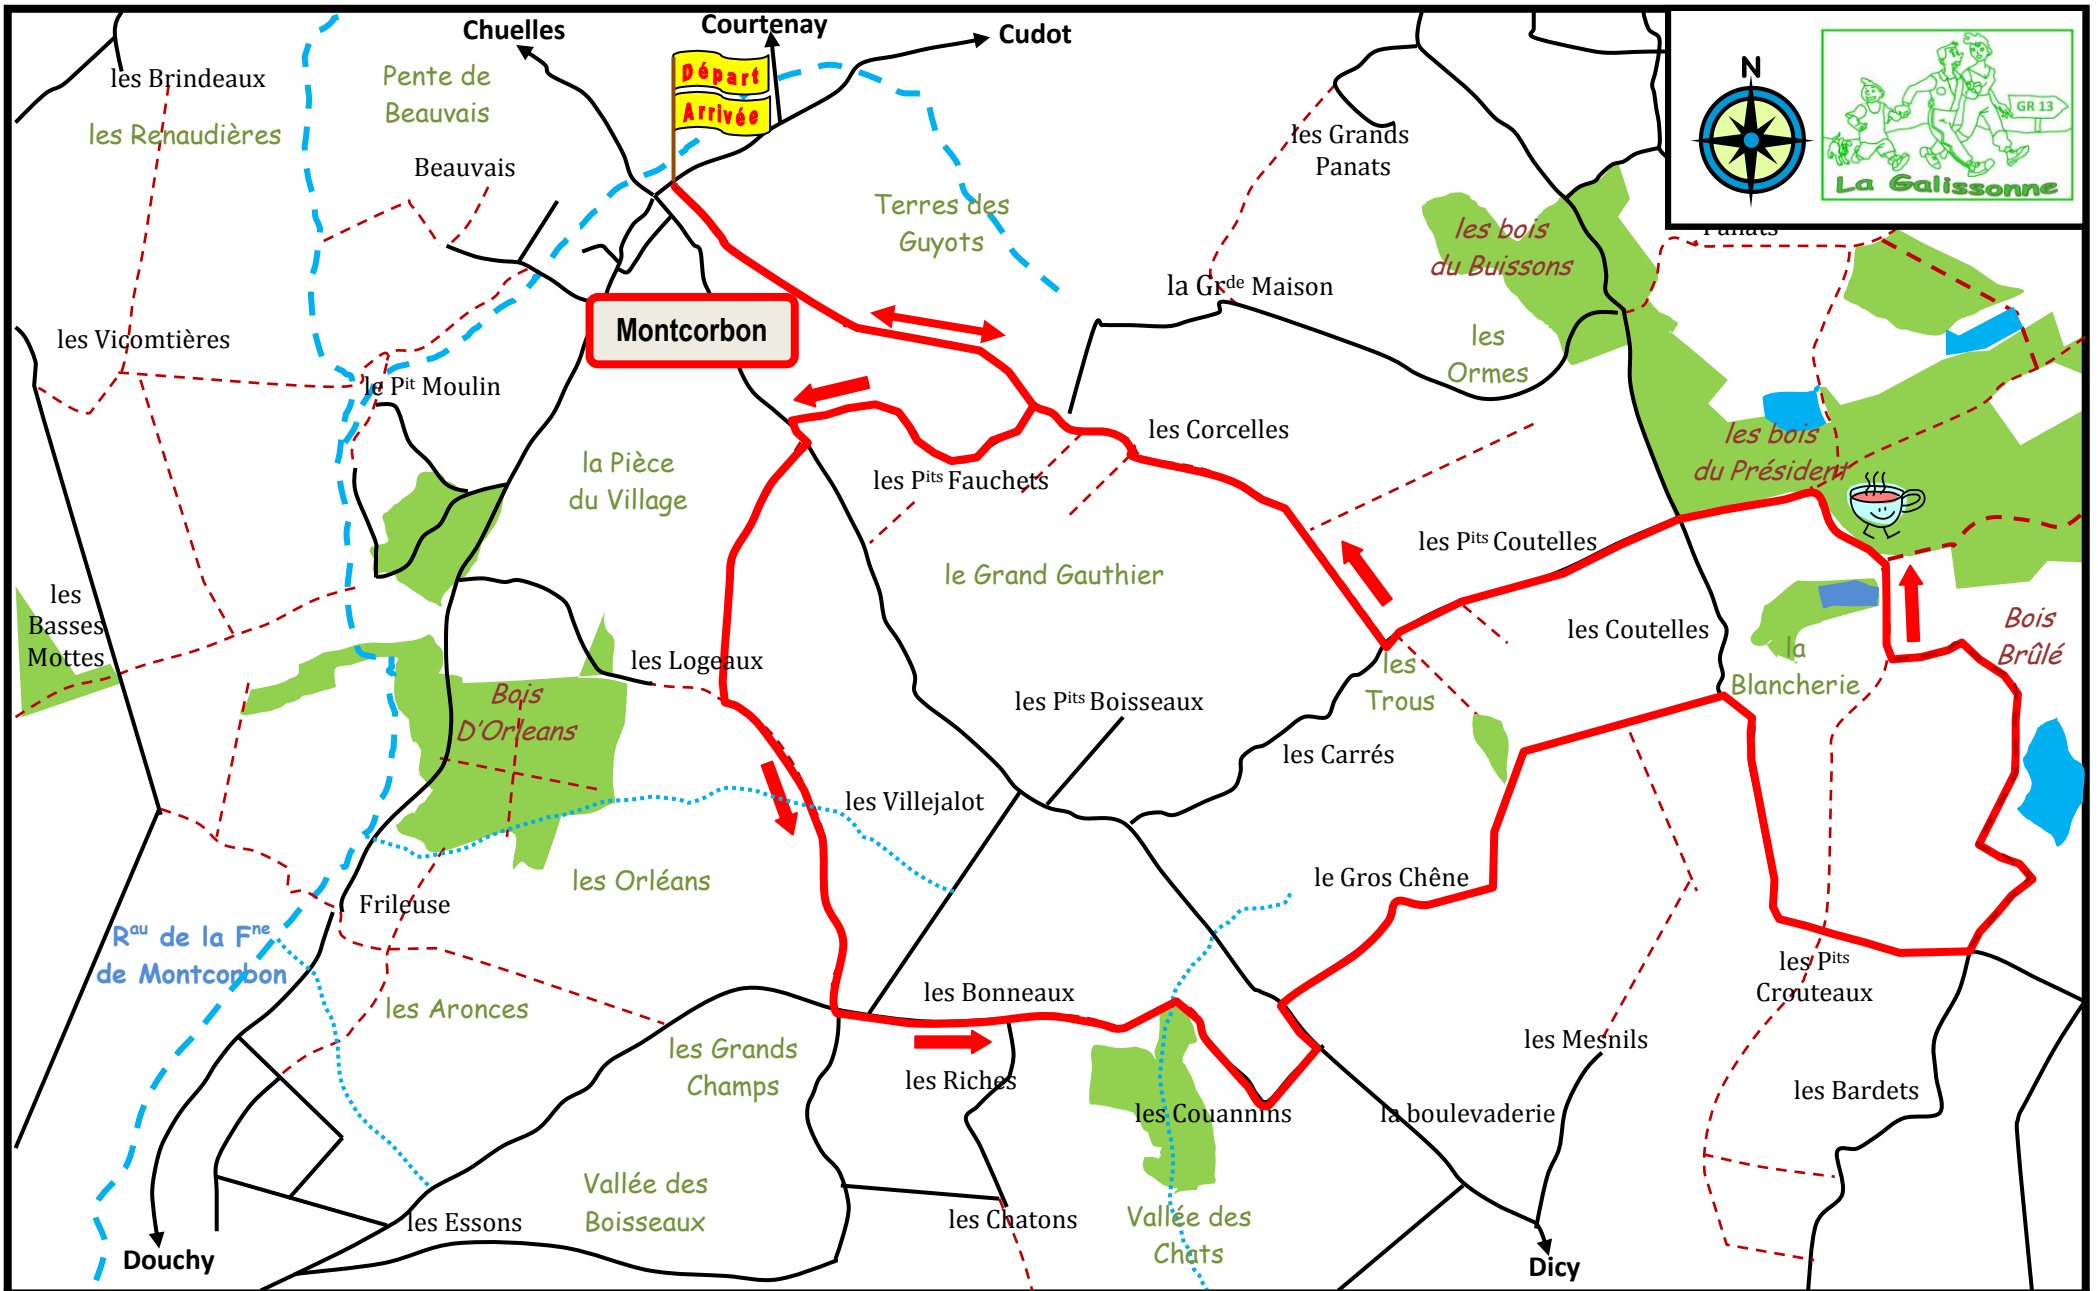 Chuelles
Courtenay
Cudot
Départ
Arrivée
N
GR 13
La Galissonne
les Brindeaux
les Renaudières
Pente de
Beauvais
Beauvais
Terres des
Guyots
les Grands
Panats
les bois
du Buissons
Panats
la Grde Maison
les Vicomtières
Montcorbon
les
Ormes
le Pit Moulin
les Corcelles
les bois
du Président
la Pièce
du Village
les Pits Fauchets
les Pits Coutelles
le Grand Gauthier
les
Basses
Mottes
les Coutelles
Bois
Brûlé
la
Blancherie
les Logeaux
les
Trous
Bois
D'Orleans
les Pits Boisseaux
les Carrés
les Villejalot
les Orléans
le Gros Chêne
Frileuse
Rau de la Fne
de Montcorbon
les Pits
Crouteaux
les Aronces
les Bonneaux
les Grands
Champs
les Mesnils
les Riches
les Bardets
les Couannins
la boulevaderie
Vallée des
Boisseaux
les Essons
les Chatons
Vallée des
Chats
Douchy
Dicy